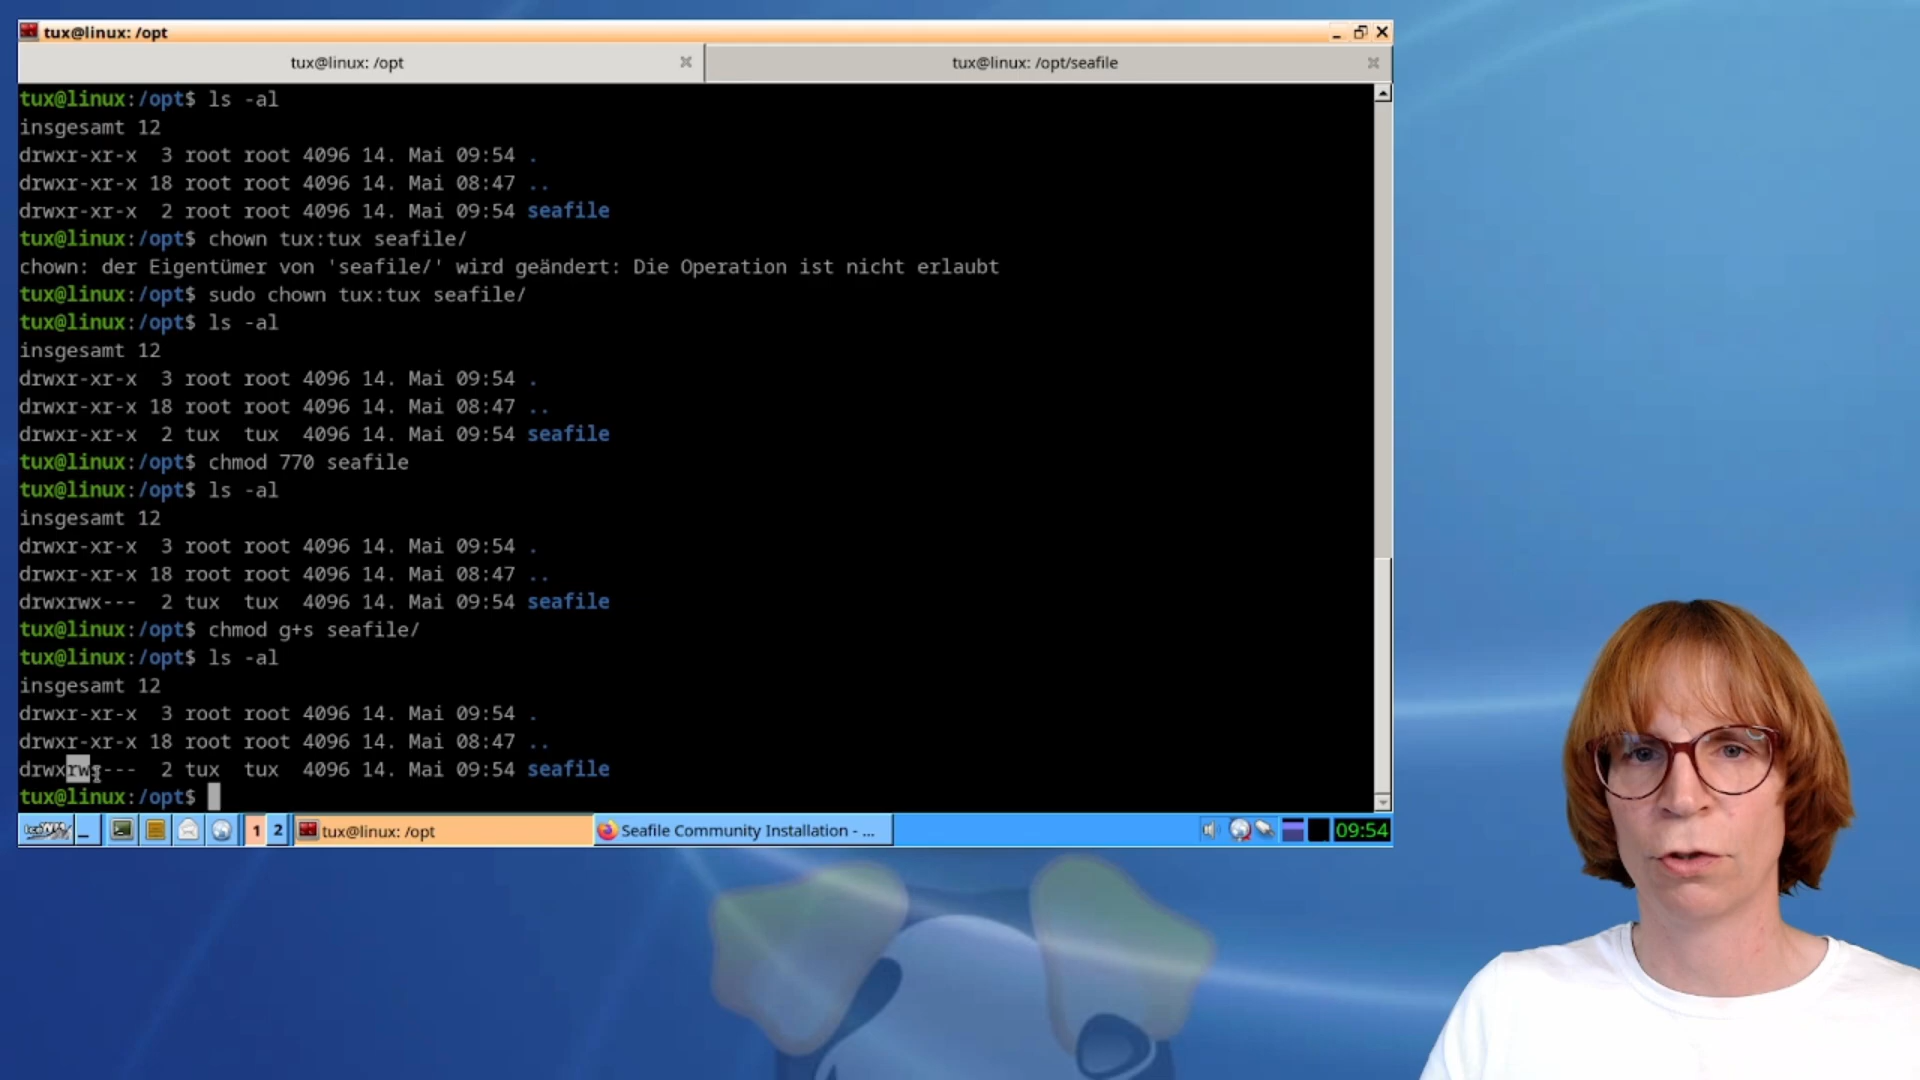 tux@linux: /opt
tux@linux: /opt
tux@linux: /opt/seafile
tux@linux:/opt$ ls -al
insgesamt 12
drwxr-xr-x  3 root root 4096 14. Mai 09:54 .
drwxr-xr-x 18 root root 4096 14. Mai 08:47 ..
drwxr-xr-x  2 root root 4096 14. Mai 09:54 seafile
tux@linux:/opt$ chown tux:tux seafile/
chown: der Eigentümer von 'seafile/' wird geändert: Die Operation ist nicht erlaubt
tux@linux:/opt$ sudo chown tux:tux seafile/
tux@linux:/opt$ ls -al
insgesamt 12
drwxr-xr-x  3 root root 4096 14. Mai 09:54 .
drwxr-xr-x 18 root root 4096 14. Mai 08:47 ..
drwxr-xr-x  2 tux  tux  4096 14. Mai 09:54 seafile
tux@linux:/opt$ chmod 770 seafile
tux@linux:/opt$ ls -al
insgesamt 12
drwxr-xr-x  3 root root 4096 14. Mai 09:54 .
drwxr-xr-x 18 root root 4096 14. Mai 08:47 ..
drwxrwx---  2 tux  tux  4096 14. Mai 09:54 seafile
tux@linux:/opt$ chmod g+s seafile/
tux@linux:/opt$ ls -al
insgesamt 12
drwxr-xr-x  3 root root 4096 14. Mai 09:54 .
drwxr-xr-x 18 root root 4096 14. Mai 08:47 ..
drwxrws---  2 tux  tux  4096 14. Mai 09:54 seafile
tux@linux:/opt$
1 2 tux@linux: /opt Seafile Community Installation - ... 09:54